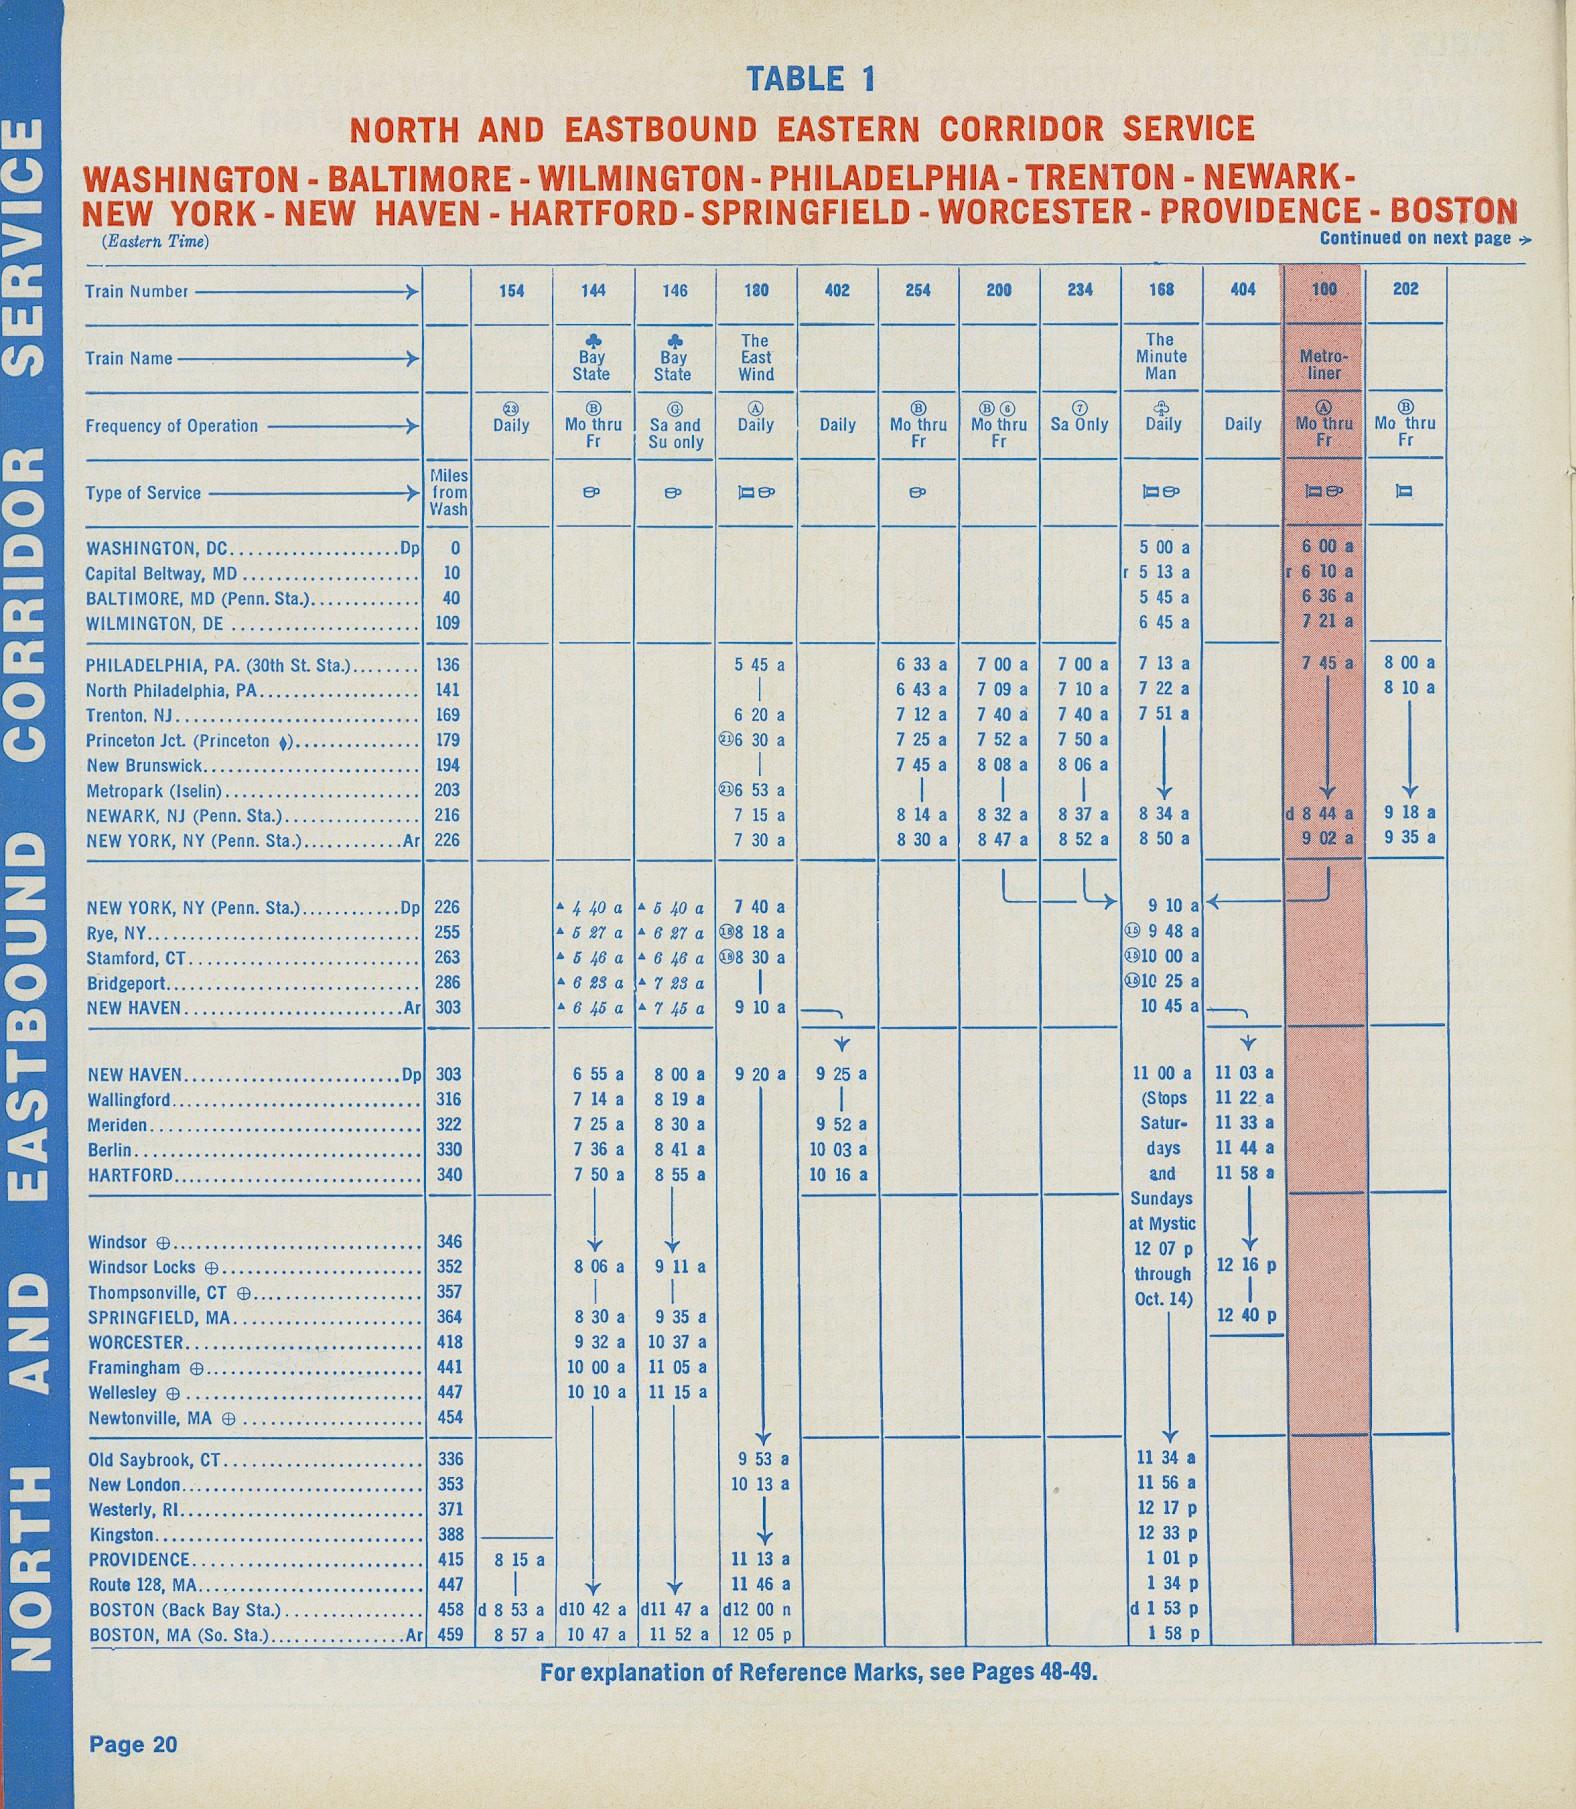 TABLE 1
NORTH AND EASTBOUND EASTERN CORRIDOR SERVICE
WASHINGTON - BALTIMORE - WILMINGTON - PHILADELPHIA - TRENTON - NEWARK -
NEW YORK - NEW HAVEN - HARTFORD - SPRINGFIELD - WORCESTER - PROVIDENCE - BOSTON
(Eastern Time) Continued on next page →
Train Number → 154 144 146 180 402 254 200 234 168 404 100 202
Train Name → ♣ Bay State ♣ Bay State The East Wind The Minute Man Metro-liner
Frequency of Operation → ㉓ Daily Ⓑ Mo thru Fr Ⓖ Sa and Su only Ⓐ Daily Daily Ⓑ Mo thru Fr Ⓑ ⑥ Mo thru Fr ⑦ Sa Only ♧ Daily Daily Ⓐ Mo thru Fr Ⓑ Mo thru Fr
Type of Service → Miles from Wash
WASHINGTON, DC Dp 0 5 00 a 6 00 a
Capital Beltway, MD 10 r 5 13 a r 6 10 a
BALTIMORE, MD (Penn. Sta.) 40 5 45 a 6 36 a
WILMINGTON, DE 109 6 45 a 7 21 a
PHILADELPHIA, PA. (30th St. Sta.) 136 5 45 a 6 33 a 7 00 a 7 00 a 7 13 a 7 45 a 8 00 a
North Philadelphia, PA 141 6 43 a 7 09 a 7 10 a 7 22 a 8 10 a
Trenton, NJ 169 6 20 a 7 12 a 7 40 a 7 40 a 7 51 a
Princeton Jct. (Princeton ♦) 179 ㉑6 30 a 7 25 a 7 52 a 7 50 a
New Brunswick 194 7 45 a 8 08 a 8 06 a
Metropark (Iselin) 203 ㉑6 53 a
NEWARK, NJ (Penn. Sta.) 216 7 15 a 8 14 a 8 32 a 8 37 a 8 34 a d 8 44 a 9 18 a
NEW YORK, NY (Penn. Sta.) Ar 226 7 30 a 8 30 a 8 47 a 8 52 a 8 50 a 9 02 a 9 35 a
NEW YORK, NY (Penn. Sta.) Dp 226 ▲ 4 40 a ▲ 5 40 a 7 40 a 9 10 a
Rye, NY 255 ▲ 5 27 a ▲ 6 27 a ⑱8 18 a ⑮ 9 48 a
Stamford, CT 263 ▲ 5 46 a ▲ 6 46 a ⑱8 30 a ⑮10 00 a
Bridgeport 286 ▲ 6 23 a ▲ 7 23 a ⑮10 25 a
NEW HAVEN Ar 303 ▲ 6 45 a ▲ 7 45 a 9 10 a 10 45 a
NEW HAVEN Dp 303 6 55 a 8 00 a 9 20 a 9 25 a 11 00 a 11 03 a
Wallingford 316 7 14 a 8 19 a (Stops 11 22 a
Meriden 322 7 25 a 8 30 a 9 52 a Satur- 11 33 a
Berlin 330 7 36 a 8 41 a 10 03 a days 11 44 a
HARTFORD 340 7 50 a 8 55 a 10 16 a and 11 58 a
Sundays
at Mystic
Windsor ⊕ 346 12 07 p
Windsor Locks ⊕ 352 8 06 a 9 11 a through 12 16 p
Thompsonville, CT ⊕ 357 Oct. 14)
SPRINGFIELD, MA 364 8 30 a 9 35 a 12 40 p
WORCESTER 418 9 32 a 10 37 a
Framingham ⊕ 441 10 00 a 11 05 a
Wellesley ⊕ 447 10 10 a 11 15 a
Newtonville, MA ⊕ 454
Old Saybrook, CT 336 9 53 a 11 34 a
New London 353 10 13 a 11 56 a
Westerly, RI 371 12 17 p
Kingston 388 12 33 p
PROVIDENCE 415 8 15 a 11 13 a 1 01 p
Route 128, MA 447 11 46 a 1 34 p
BOSTON (Back Bay Sta.) 458 d 8 53 a d10 42 a d11 47 a d12 00 n d 1 53 p
BOSTON, MA (So. Sta.) Ar 459 8 57 a 10 47 a 11 52 a 12 05 p 1 58 p
For explanation of Reference Marks, see Pages 48-49.
Page 20
NORTH AND EASTBOUND CORRIDOR SERVICE